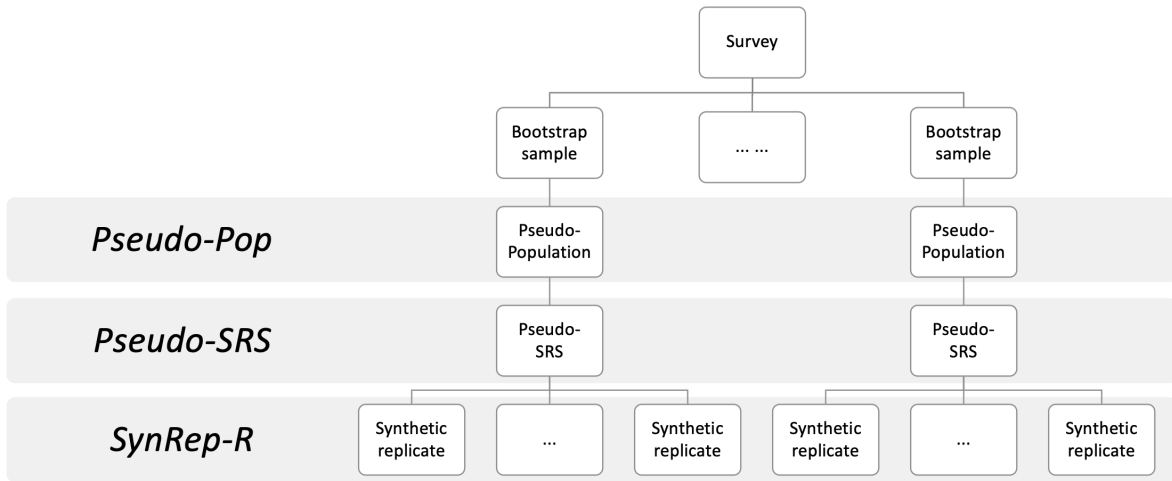 Survey
Bootstrap
sample
... ...
Bootstrap
sample
Pseudo-Pop
Pseudo-
Population
Pseudo-
Population
Pseudo-SRS
Pseudo-
SRS
Pseudo-
SRS
SynRep-R
Synthetic
replicate
...
Synthetic
replicate
Synthetic
replicate
...
Synthetic
replicate